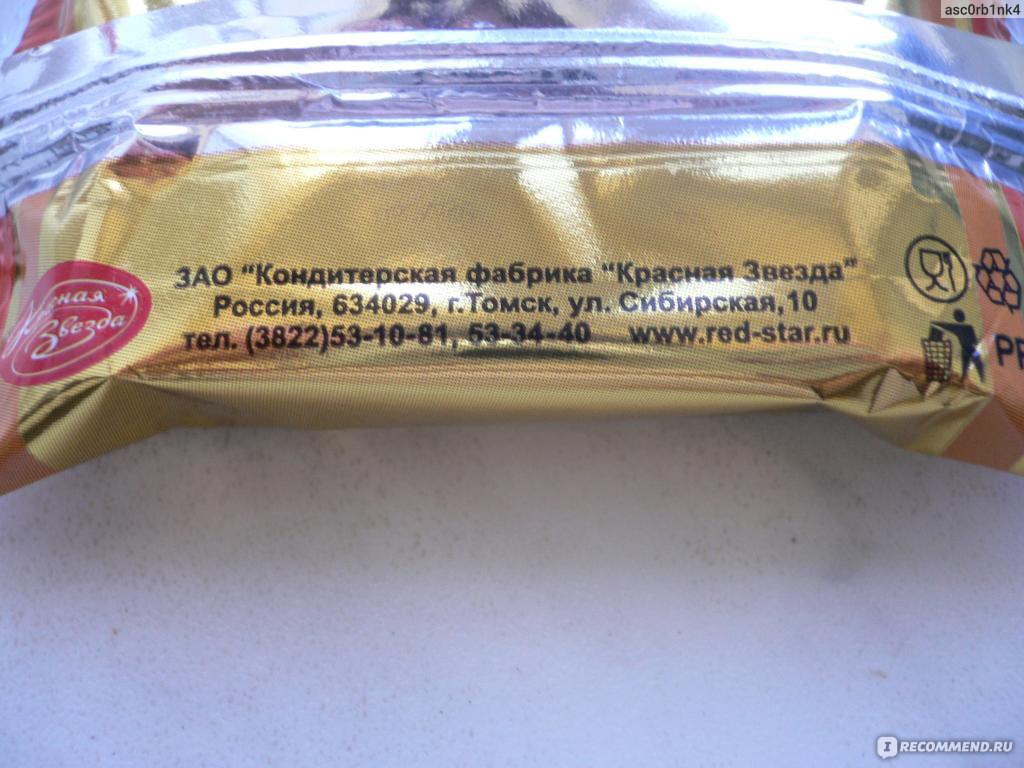 asc0rb1nk4
ЗАО "Кондитерская фабрика "Красная Звезда"
Россия, 634029, г.Томск, ул. Сибирская,10
тел. (3822)53-10-81, 53-34-40 www.red-star.ru
Красная
Звезда
PP
I RECOMMEND.RU